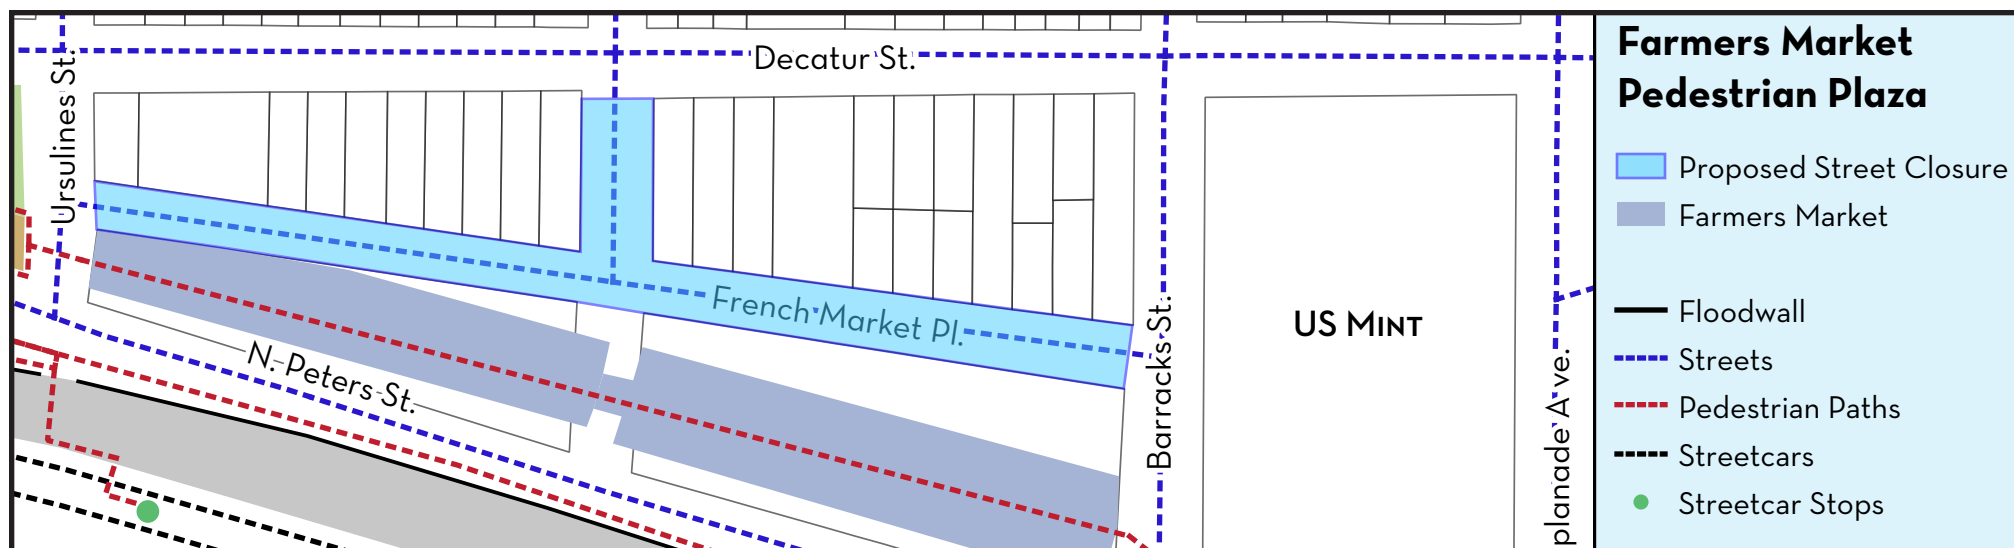 Decatur St.
Ursulines St.
French Market Pl.
N. Peters St.
Barracks St.
US Mint
planade Ave.
Farmers Market
Pedestrian Plaza
Proposed Street Closure
Farmers Market
Floodwall
Streets
Pedestrian Paths
Streetcars
Streetcar Stops